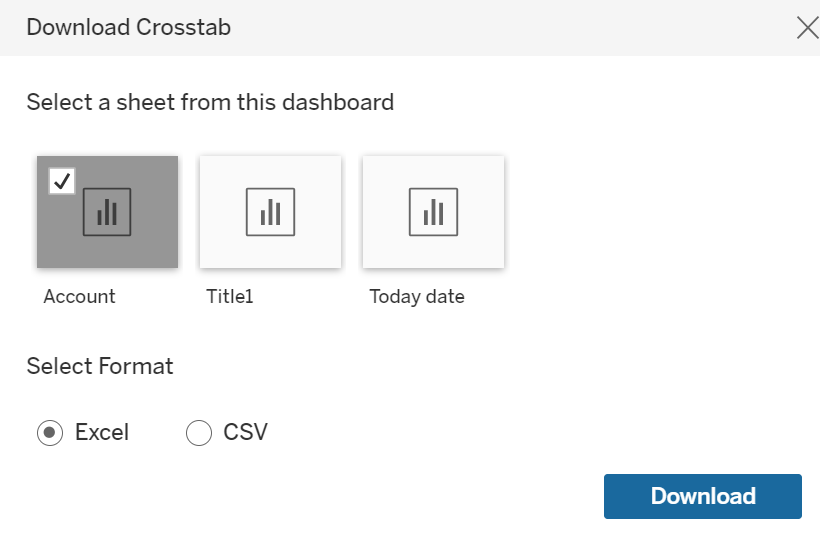 Download Crosstab
Select a sheet from this dashboard
Account Title1 Today date
Select Format
Excel CSV
Download